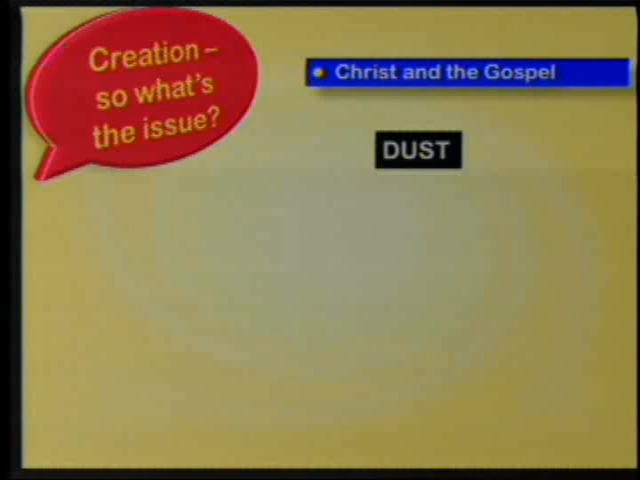 Creation –
so what's
the issue?
• Christ and the Gospel
DUST